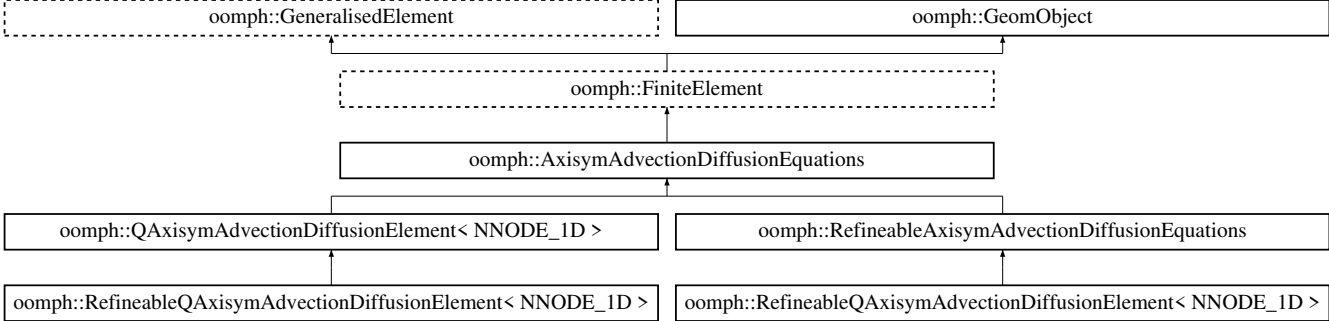 oomph::GeneralisedElement
oomph::GeomObject
oomph::FiniteElement
oomph::AxisymAdvectionDiffusionEquations
oomph::QAxisymAdvectionDiffusionElement< NNODE_1D >
oomph::RefineableAxisymAdvectionDiffusionEquations
oomph::RefineableQAxisymAdvectionDiffusionElement< NNODE_1D >
oomph::RefineableQAxisymAdvectionDiffusionElement< NNODE_1D >